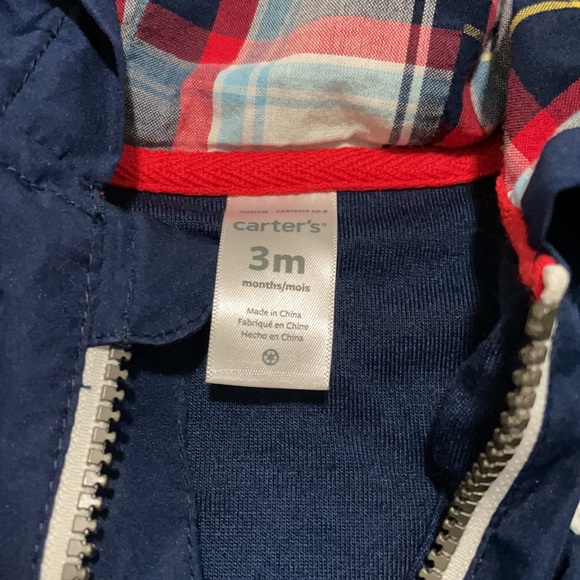 carter's®
3m
months/mois
Made in China
Fabriqué en Chine
Hecho en China